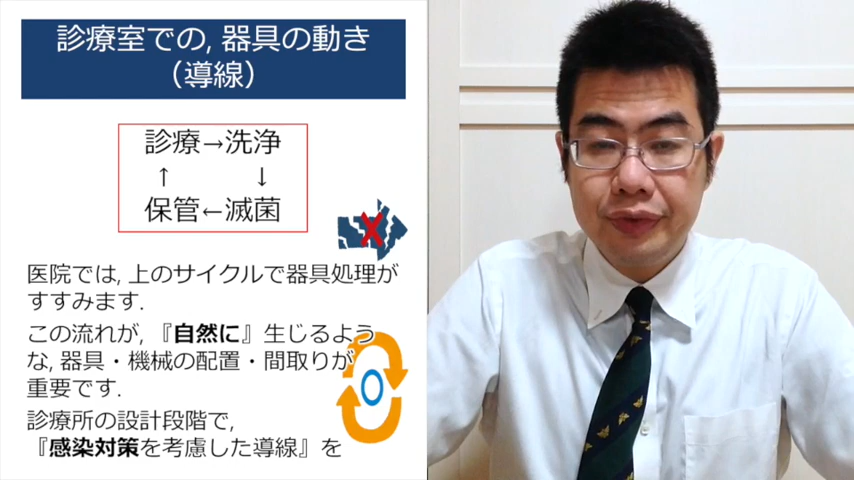 診療室での, 器具の動き
（導線）
診療→洗浄
↑ ↓
保管←滅菌
医院では, 上のサイクルで器具処理が
すすみます.
この流れが, 『自然に』生じるよう
な, 器具・機械の配置・間取りが
重要です.
診療所の設計段階で,
『感染対策を考慮した導線』を